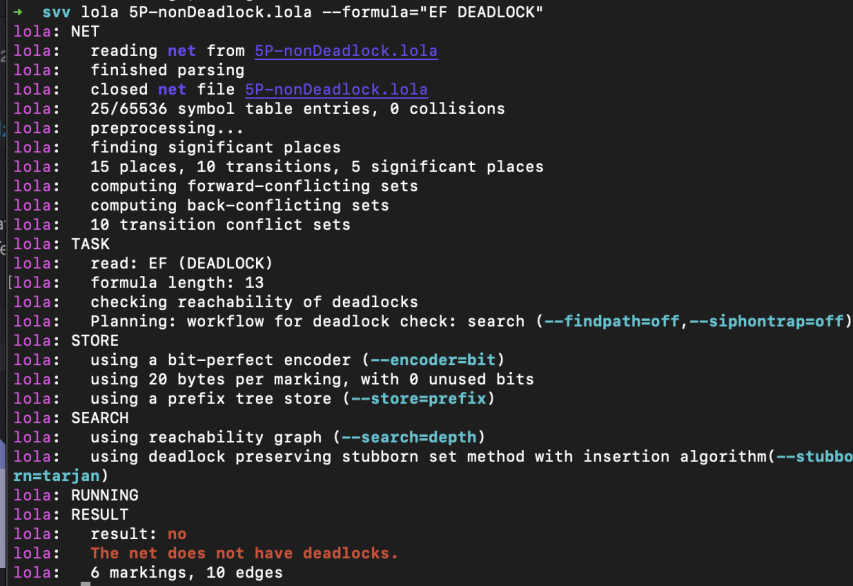 → svv lola 5P-nonDeadlock.lola --formula="EF DEADLOCK"
lola: NET
lola:   reading net from 5P-nonDeadlock.lola
lola:   finished parsing
lola:   closed net file 5P-nonDeadlock.lola
lola:   25/65536 symbol table entries, 0 collisions
lola:   preprocessing...
lola:   finding significant places
lola:   15 places, 10 transitions, 5 significant places
lola:   computing forward-conflicting sets
lola:   computing back-conflicting sets
lola:   10 transition conflict sets
lola: TASK
lola:   read: EF (DEADLOCK)
[lola:   formula length: 13
lola:   checking reachability of deadlocks
lola:   Planning: workflow for deadlock check: search (--findpath=off,--siphontrap=off)
lola: STORE
lola:   using a bit-perfect encoder (--encoder=bit)
lola:   using 20 bytes per marking, with 0 unused bits
lola:   using a prefix tree store (--store=prefix)
lola: SEARCH
lola:   using reachability graph (--search=depth)
lola:   using deadlock preserving stubborn set method with insertion algorithm(--stubbo
rn=tarjan)
lola: RUNNING
lola: RESULT
lola:   result: no
lola:   The net does not have deadlocks.
lola:   6 markings, 10 edges